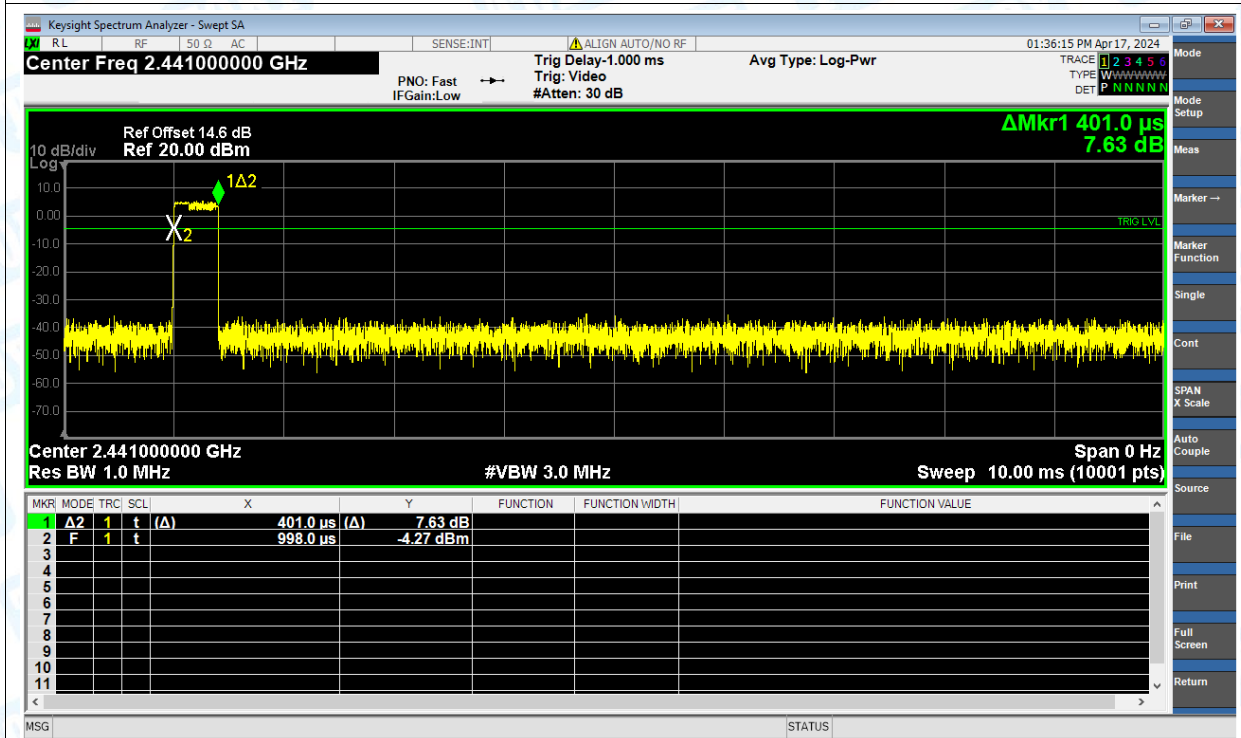 Keysight Spectrum Analyzer - Swept SA
LXI RL RF 50 Ω AC SENSE:INT ALIGN AUTO/NO RF 01:36:15 PM Apr 17, 2024
Center Freq 2.441000000 GHz
PNO: Fast
IFGain:Low
Trig Delay-1.000 ms
Trig: Video
#Atten: 30 dB
Avg Type: Log-Pwr
TRACE 1 2 3 4 5 6
TYPE WWWWWW
DET P N N N N N
ΔMkr1 401.0 µs
7.63 dB
Ref Offset 14.6 dB
10 dB/div Ref 20.00 dBm
Log
1Δ2
10.0
0.00
TRIG LVL
2
-10.0
-20.0
-30.0
-40.0
-50.0
-60.0
-70.0
Center 2.441000000 GHz Span 0 Hz
Res BW 1.0 MHz #VBW 3.0 MHz Sweep 10.00 ms (10001 pts)
MKR MODE TRC SCL X Y FUNCTION FUNCTION WIDTH FUNCTION VALUE
1 Δ2 1 t (Δ) 401.0 µs (Δ) 7.63 dB
2 F 1 t 998.0 µs -4.27 dBm
3
4
5
6
7
8
9
10
11
MSG STATUS
Mode
Mode
Setup
Meas
Marker →
Marker
Function
Single
Cont
SPAN
X Scale
Auto
Couple
Source
File
Print
Full
Screen
Return